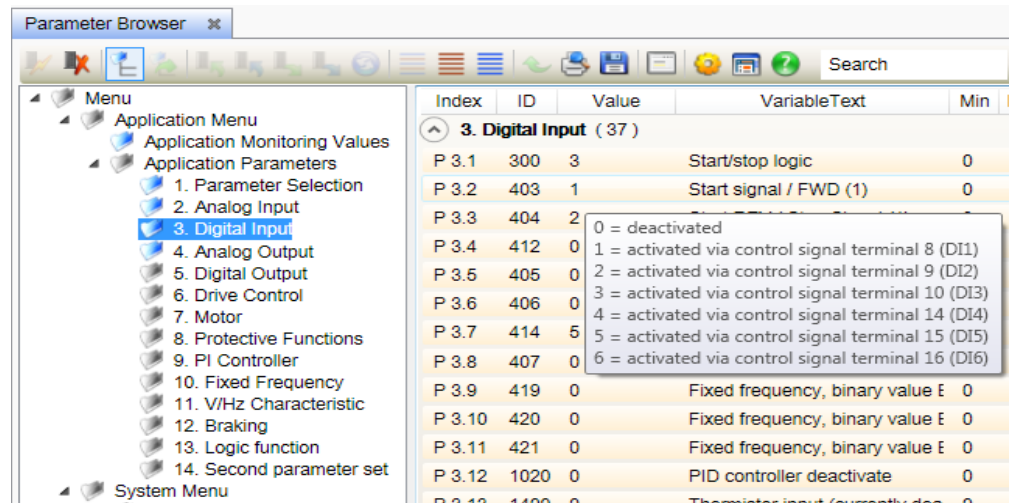 Parameter Browser
Search
Menu
Application Menu
Application Monitoring Values
Application Parameters
1. Parameter Selection
2. Analog Input
3. Digital Input
4. Analog Output
5. Digital Output
6. Drive Control
7. Motor
8. Protective Functions
9. PI Controller
10. Fixed Frequency
11. V/Hz Characteristic
12. Braking
13. Logic function
14. Second parameter set
System Menu
Index ID Value VariableText Min
3. Digital Input ( 37 )
P 3.1 300 3 Start/stop logic 0
P 3.2 403 1 Start signal / FWD (1) 0
P 3.3 404 2
P 3.4 412 0
P 3.5 405 0
P 3.6 406 0
P 3.7 414 5
P 3.8 407 0
0 = deactivated
1 = activated via control signal terminal 8 (DI1)
2 = activated via control signal terminal 9 (DI2)
3 = activated via control signal terminal 10 (DI3)
4 = activated via control signal terminal 14 (DI4)
5 = activated via control signal terminal 15 (DI5)
6 = activated via control signal terminal 16 (DI6)
P 3.9 419 0 Fixed frequency, binary value 0
P 3.10 420 0 Fixed frequency, binary value 0
P 3.11 421 0 Fixed frequency, binary value 0
P 3.12 1020 0 PID controller deactivate 0